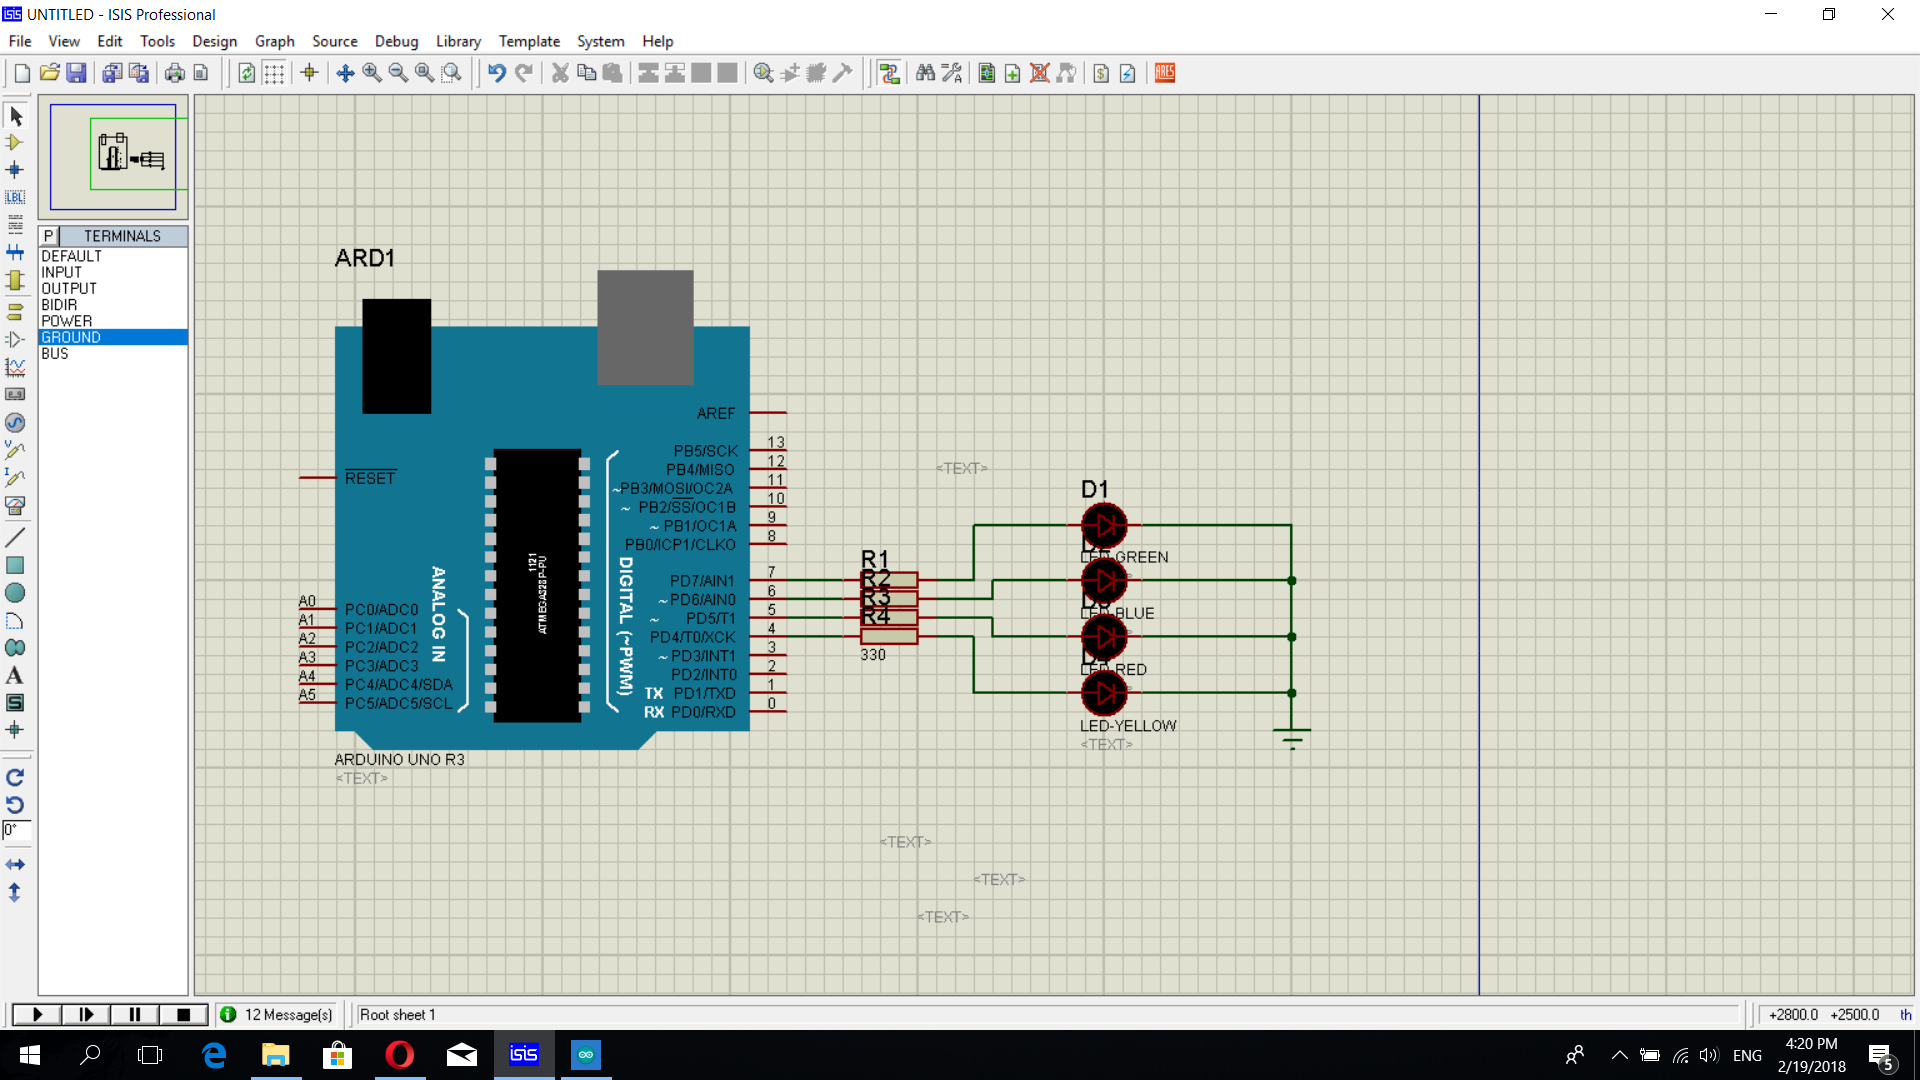 UNTITLED - ISIS Professional
File View Edit Tools Design Graph Source Debug Library Template System Help
LBL
P TERMINALS
DEFAULT
INPUT
OUTPUT
BIDIR
POWER
GROUND
BUS
A
S
0°
ARD1
AREF
RESET
PB5/SCK 13
PB4/MISO 12
~PB3/MOSI/OC2A 11
~ PB2/SS/OC1B 10
~ PB1/OC1A 9
PB0/ICP1/CLKO 8
PD7/AIN1 7
~ PD6/AIN0 6
~ PD5/T1 5
PD4/T0/XCK 4
~ PD3/INT1 3
PD2/INT0 2
TX PD1/TXD 1
RX PD0/RXD 0
DIGITAL (~PWM)
1121
ATMEGA328P-PU
ANALOG IN
A0 PC0/ADC0
A1 PC1/ADC1
A2 PC2/ADC2
A3 PC3/ADC3
A4 PC4/ADC4/SDA
A5 PC5/ADC5/SCL
ARDUINO UNO R3
<TEXT>
R1
R2
R3
R4
330
<TEXT>
D1
LED-GREEN
LED-BLUE
LED-RED
LED-YELLOW
<TEXT>
<TEXT>
<TEXT>
<TEXT>
12 Message(s)
Root sheet 1
+2800.0 +2500.0 th
isis
ENG
4:20 PM
2/19/2018
5